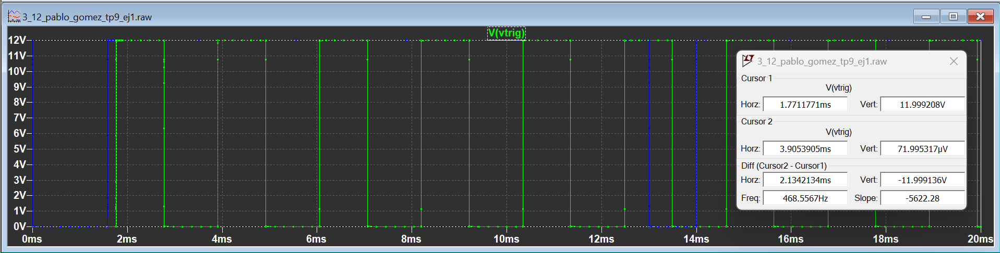 3_12_pablo_gomez_tp9_ej1.raw
V(vtrig)
12V
11V
10V
9V
8V
7V
6V
5V
4V
3V
2V
1V
0V
0ms 2ms 4ms 6ms 8ms 10ms 12ms 14ms 16ms 18ms 20ms
3_12_pablo_gomez_tp9_ej1.raw
Cursor 1
V(vtrig)
Horz: 1.7711771ms Vert: 11.999208V
Cursor 2
V(vtrig)
Horz: 3.9053905ms Vert: 71.995317µV
Diff (Cursor2 - Cursor1)
Horz: 2.1342134ms Vert: -11.999136V
Freq: 468.5567Hz Slope: -5622.28